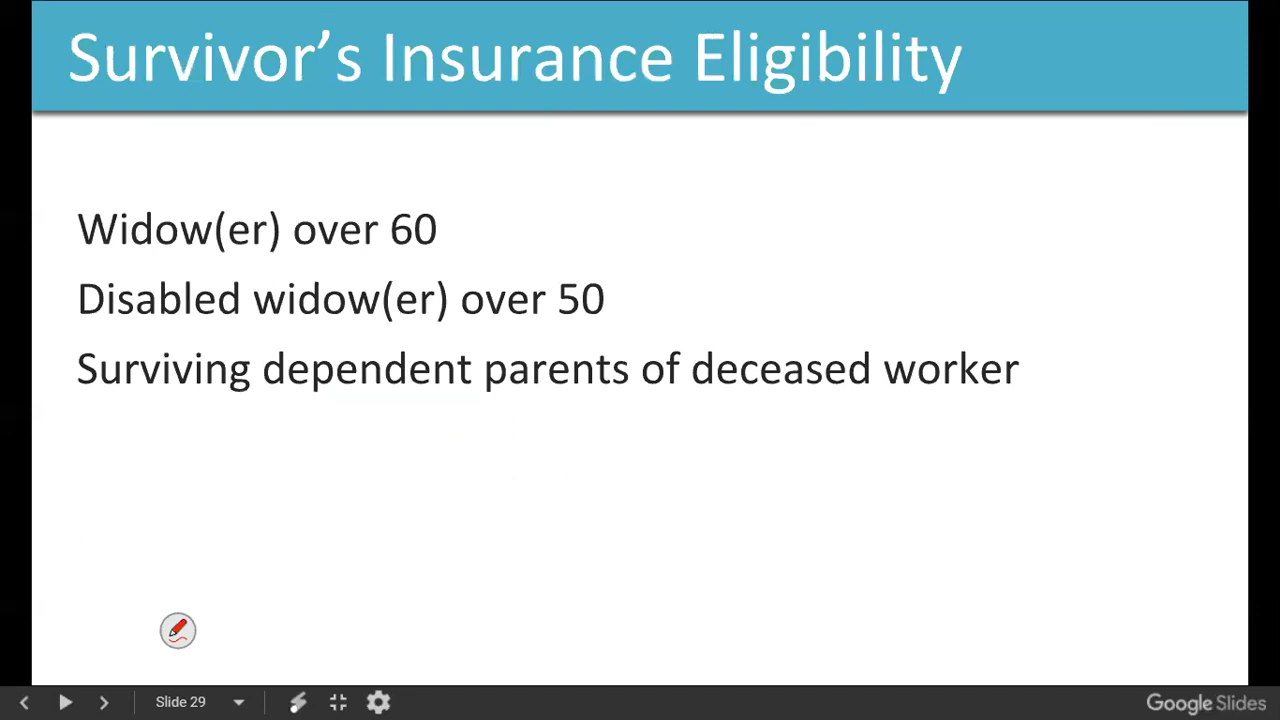 Survivor’s Insurance Eligibility
Widow(er) over 60
Disabled widow(er) over 50
Surviving dependent parents of deceased worker
Slide 29
Google Slides